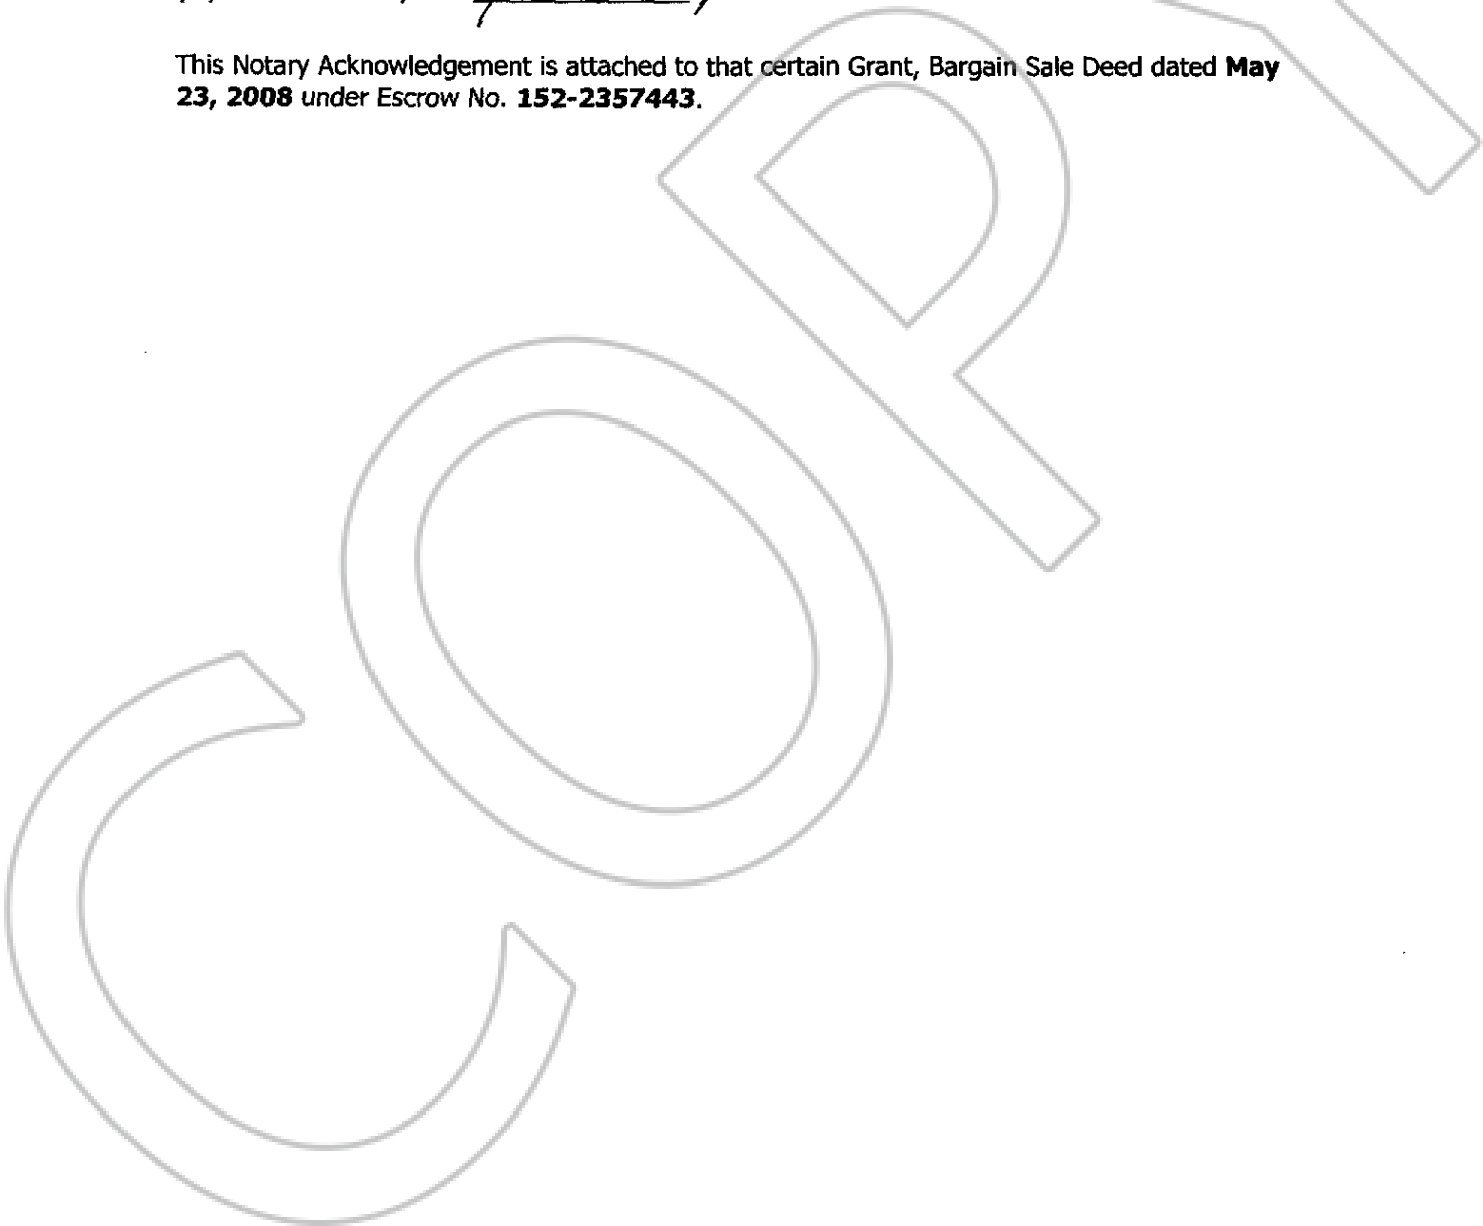 This Notary Acknowledgement is attached to that certain Grant, Bargain Sale Deed dated May
23, 2008 under Escrow No. 152-2357443.
COPY